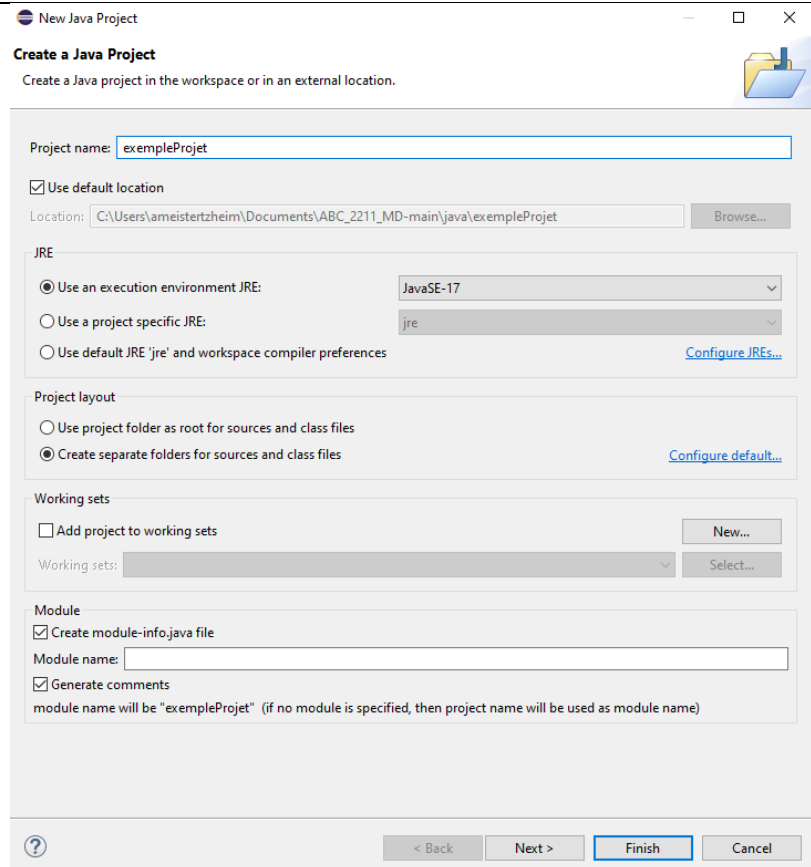 New Java Project
Create a Java Project
Create a Java project in the workspace or in an external location.
Project name: exempleProjet
Use default location
Location: C:\Users\ameistertzheim\Documents\ABC_2211_MD-main\java\exempleProjet Browse...
JRE
Use an execution environment JRE: JavaSE-17
Use a project specific JRE: jre
Use default JRE 'jre' and workspace compiler preferences Configure JREs...
Project layout
Use project folder as root for sources and class files
Create separate folders for sources and class files Configure default...
Working sets
Add project to working sets New...
Working sets: Select...
Module
Create module-info.java file
Module name:
Generate comments
module name will be "exempleProjet" (if no module is specified, then project name will be used as module name)
? < Back Next > Finish Cancel